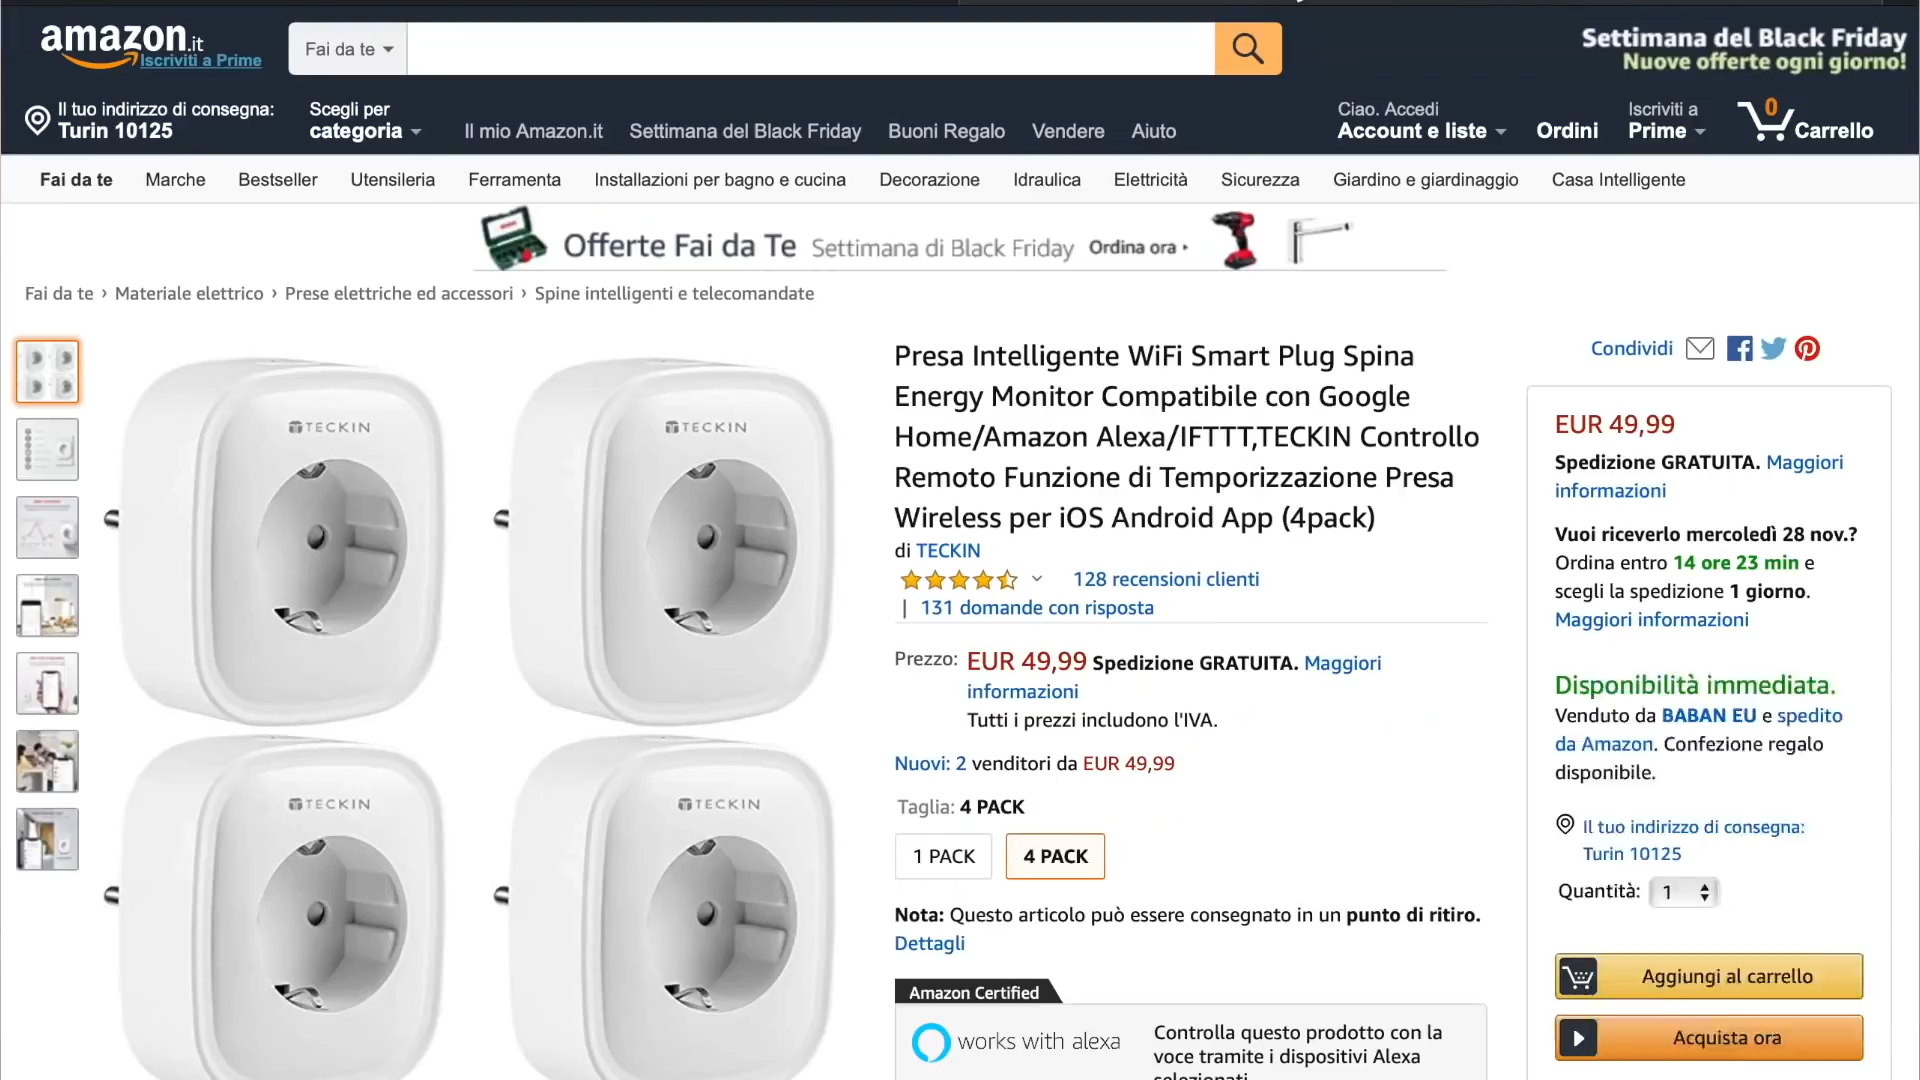 amazon.it
Iscriviti a Prime
Fai da te
Settimana del Black Friday
Nuove offerte ogni giorno!
Il tuo indirizzo di consegna:
Turin 10125
Scegli per
categoria
Il mio Amazon.it
Settimana del Black Friday
Buoni Regalo
Vendere
Aiuto
Ciao. Accedi
Account e liste
Ordini
Iscriviti a
Prime
0
Carrello
Fai da te
Marche
Bestseller
Utensileria
Ferramenta
Installazioni per bagno e cucina
Decorazione
Idraulica
Elettricità
Sicurezza
Giardino e giardinaggio
Casa Intelligente
Offerte Fai da Te Settimana di Black Friday Ordina ora ›
Fai da te › Materiale elettrico › Prese elettriche ed accessori › Spine intelligenti e telecomandate
TECKIN
TECKIN
TECKIN
TECKIN
Presa Intelligente WiFi Smart Plug Spina
Energy Monitor Compatibile con Google
Home/Amazon Alexa/IFTTT,TECKIN Controllo
Remoto Funzione di Temporizzazione Presa
Wireless per iOS Android App (4pack)
di TECKIN
128 recensioni clienti
| 131 domande con risposta
Prezzo: EUR 49,99 Spedizione GRATUITA. Maggiori
informazioni
Tutti i prezzi includono l'IVA.
Nuovi: 2 venditori da EUR 49,99
Taglia: 4 PACK
1 PACK
4 PACK
Nota: Questo articolo può essere consegnato in un punto di ritiro.
Dettagli
Amazon Certified
works with alexa
Controlla questo prodotto con la
voce tramite i dispositivi Alexa
selezionati.
Condividi
EUR 49,99
Spedizione GRATUITA. Maggiori
informazioni
Vuoi riceverlo mercoledì 28 nov.?
Ordina entro 14 ore 23 min e
scegli la spedizione 1 giorno.
Maggiori informazioni
Disponibilità immediata.
Venduto da BABAN EU e spedito
da Amazon. Confezione regalo
disponibile.
Il tuo indirizzo di consegna:
Turin 10125
Quantità: 1
Aggiungi al carrello
Acquista ora